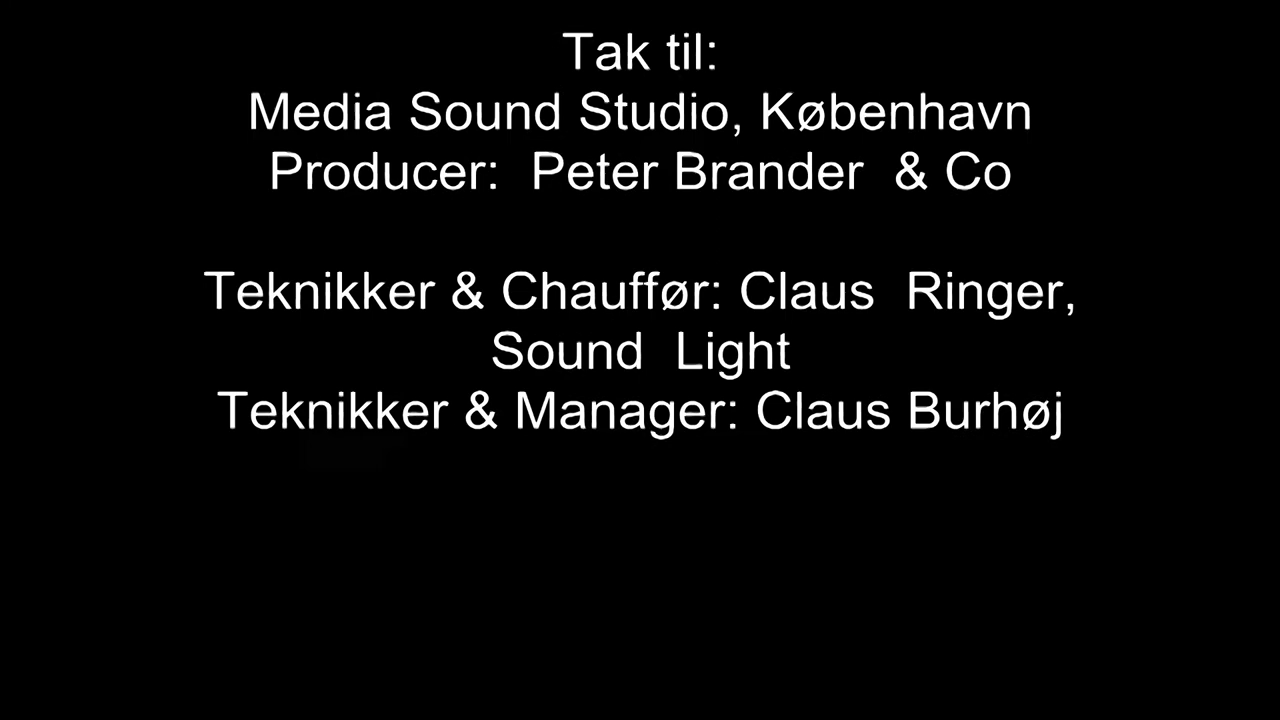 Tak til:
Media Sound Studio, København
Producer:  Peter Brander  & Co
Teknikker & Chauffør: Claus  Ringer,
Sound  Light
Teknikker & Manager: Claus Burhøj